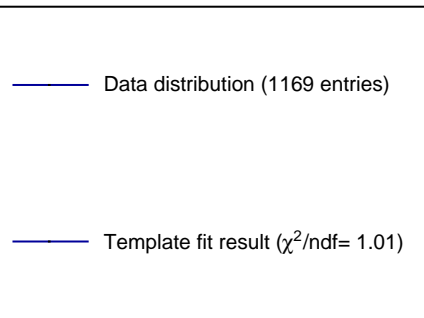 Data distribution (1169 entries)
Template fit result (χ²/ndf= 1.01)